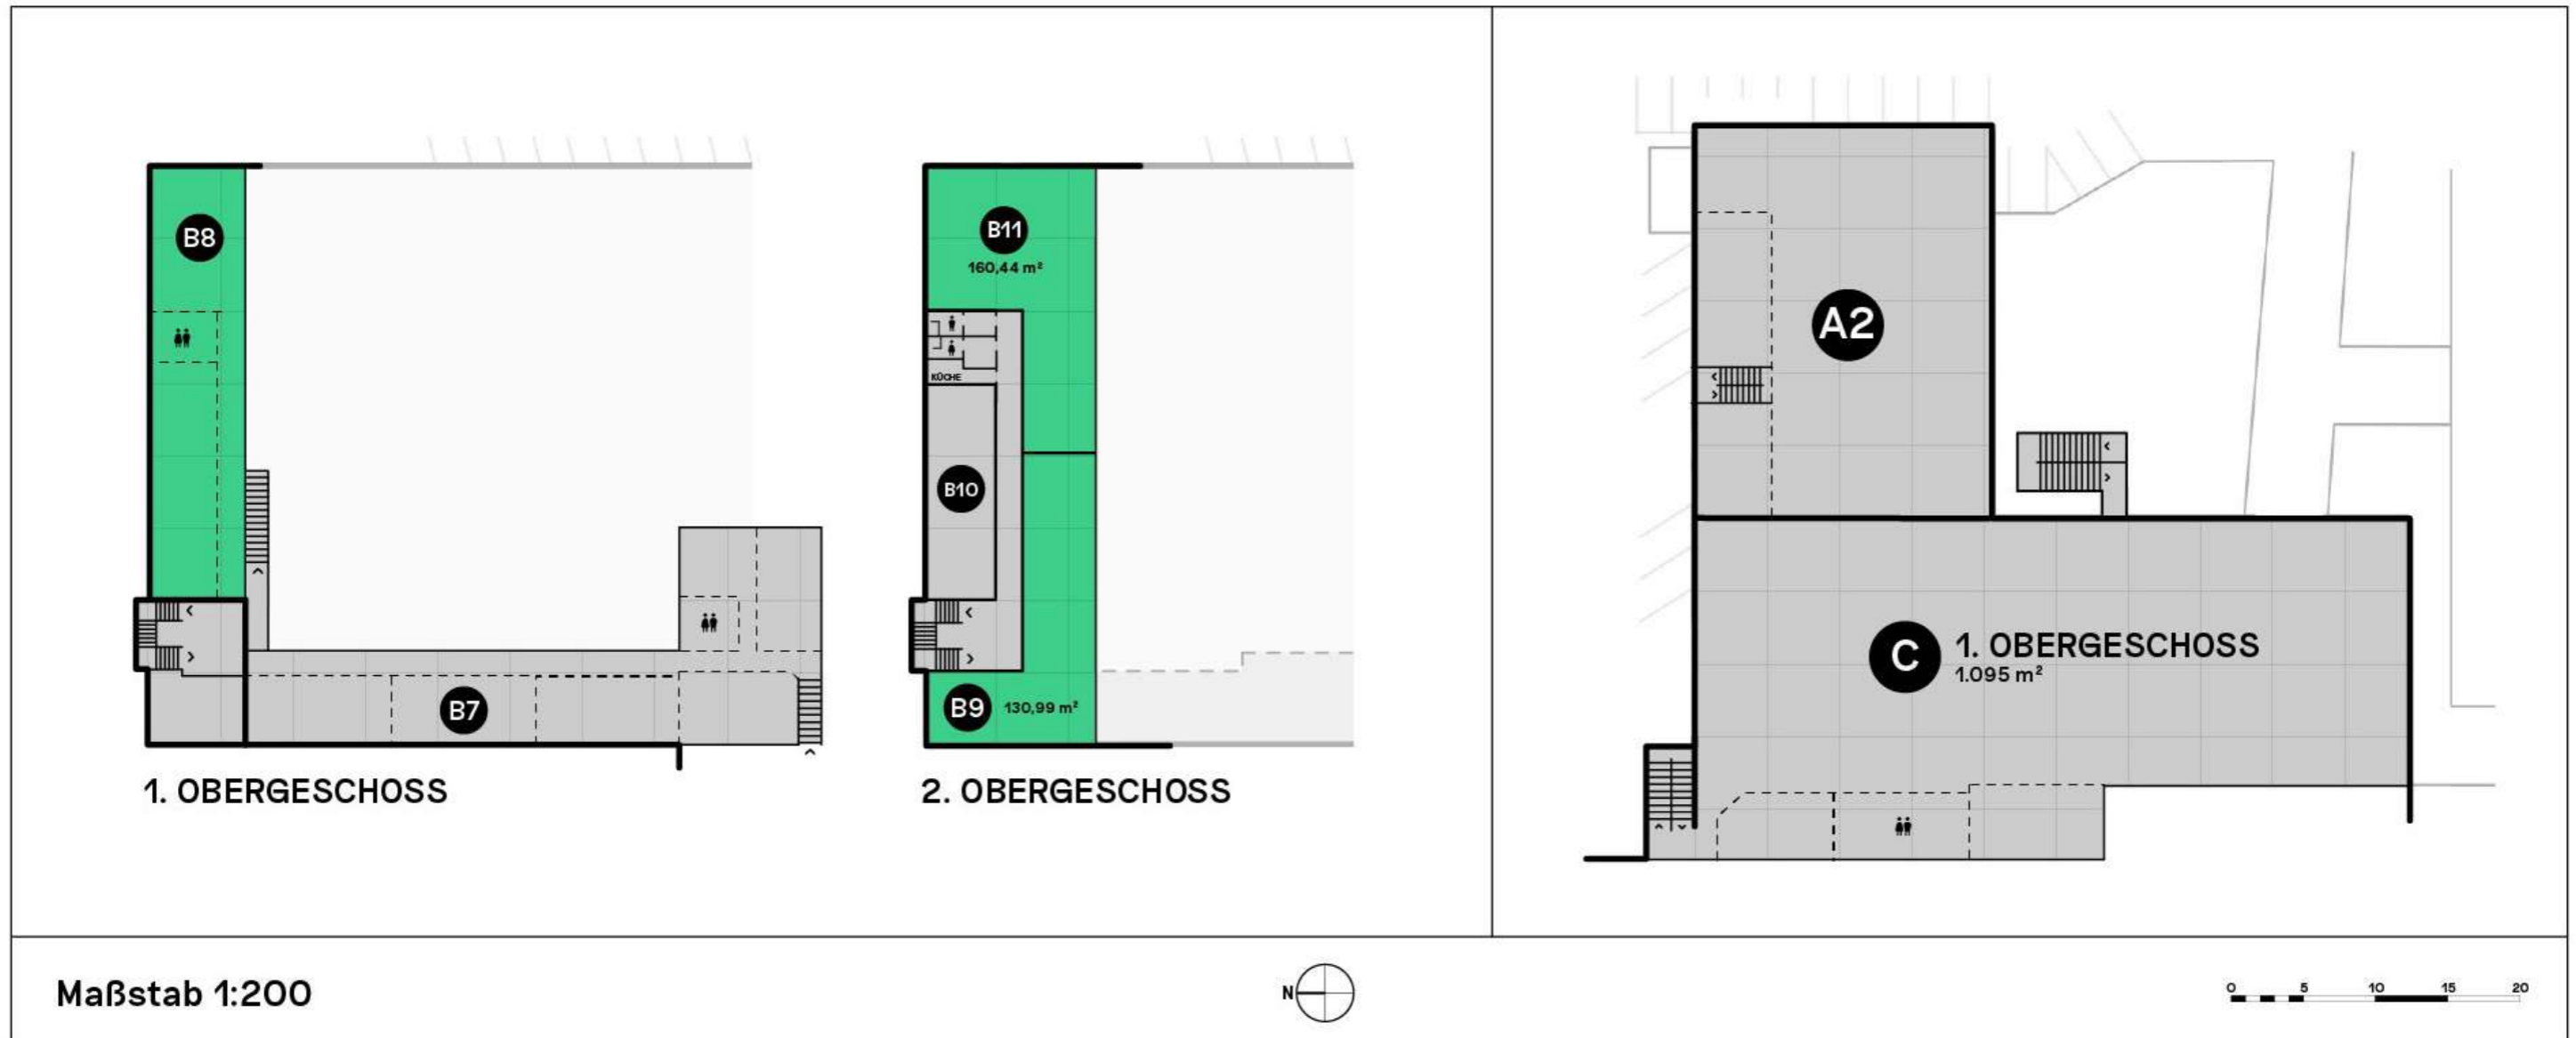 B8
B7
1. OBERGESCHOSS
B11
160,44 m²
KÜCHE
B10
B9 130,99 m²
2. OBERGESCHOSS
A2
C 1. OBERGESCHOSS
1.095 m²
Maßstab 1:200
N
0 5 10 15 20